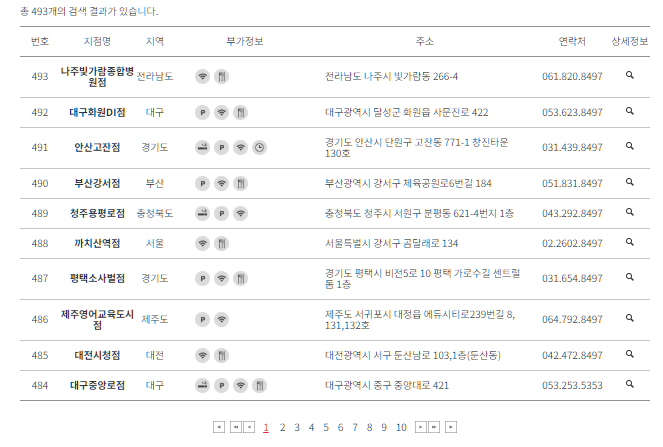 총 493개의 검색 결과가 있습니다.
번호 지점명 지역 부가정보 주소 연락처 상세정보
493 나주빛가람종합병원점 전라남도 전라남도 나주시 빛가람동 266-4 061.820.8497
492 대구화원DI점 대구 P 대구광역시 달성군 화원읍 사문진로 422 053.623.8497
491 안산고잔점 경기도 P 경기도 안산시 단원구 고잔동 771-1 창진타운 130호 031.439.8497
490 부산강서점 부산 P 부산광역시 강서구 체육공원로6번길 184 051.831.8497
489 청주용평로점 충청북도 P 충청북도 청주시 서원구 분평동 621-4번지 1층 043.292.8497
488 까치산역점 서울 서울특별시 강서구 곰달래로 134 02.2602.8497
487 평택소사벌점 경기도 P 경기도 평택시 비전5로 10 평택 가로수길 센트럴돔 1층 031.654.8497
486 제주영어교육도시점 제주도 P 제주도 서귀포시 대정읍 에듀시티로239번길 8, 131,132호 064.792.8497
485 대전시청점 대전 대전광역시 서구 둔산남로 103,1층(둔산동) 042.472.8497
484 대구중앙로점 대구 P 대구광역시 중구 중앙대로 421 053.253.5353
1 2 3 4 5 6 7 8 9 10